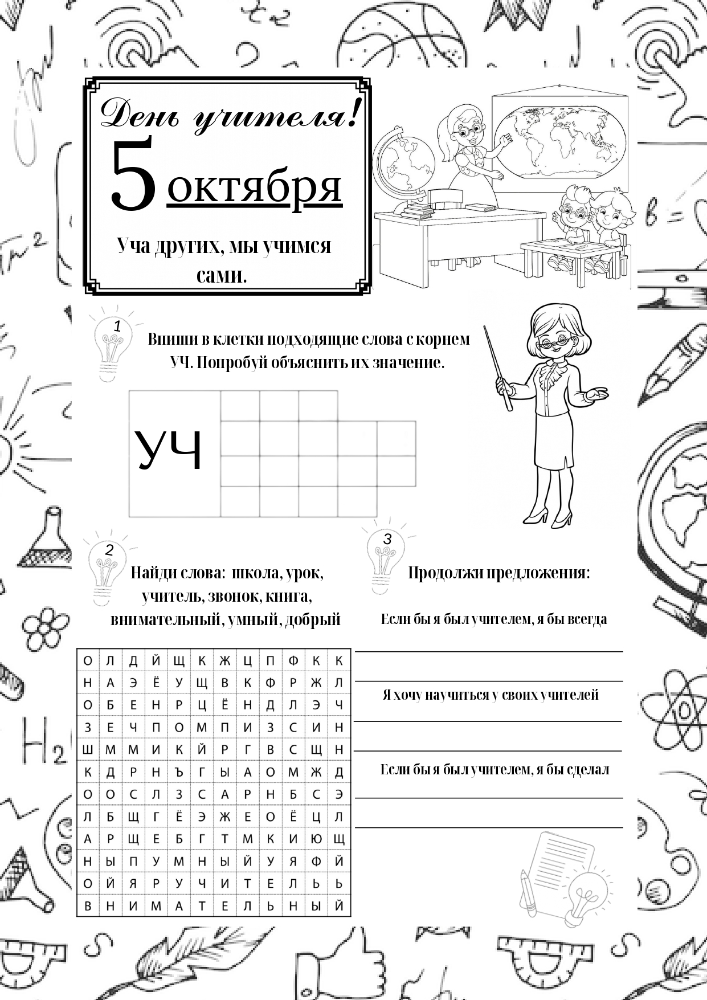 День учителя!
5 октября
Уча других, мы учимся
сами.
1
Впиши в клетки подходящие слова с корнем
УЧ. Попробуй объяснить их значение.
УЧ
2
Найди слова: школа, урок,
учитель, звонок, книга,
внимательный, умный, добрый
О Л Д Й Щ К Ж Ц П Ф К К
Н А Э Ё У Щ В К Ф Р Ж Л
О Б Е Н Р Ц Ё Н Д Л Э Ч
З Е Ч П О М П И З С И Н
Ш М М И К Й Р Г В С Щ Н
К Д Р Н Ъ Г Ы А О М Ж Д
О О С Л З С А Р Н Б С Э
Л Б Щ Г Ё Э Ж Е О Ё Ц Л
А Р Щ Е Б Г Т М К И Ю Щ
Н Ы П У М Н Ы Й У Я Ф Й
О Й Я Р У Ч И Т Е Л Ь Ь
В Н И М А Т Е Л Ь Н Ы Й
3
Продолжи предложения:
Если бы я был учителем, я бы всегда
Я хочу научиться у своих учителей
Если бы я был учителем, я бы сделал
H2